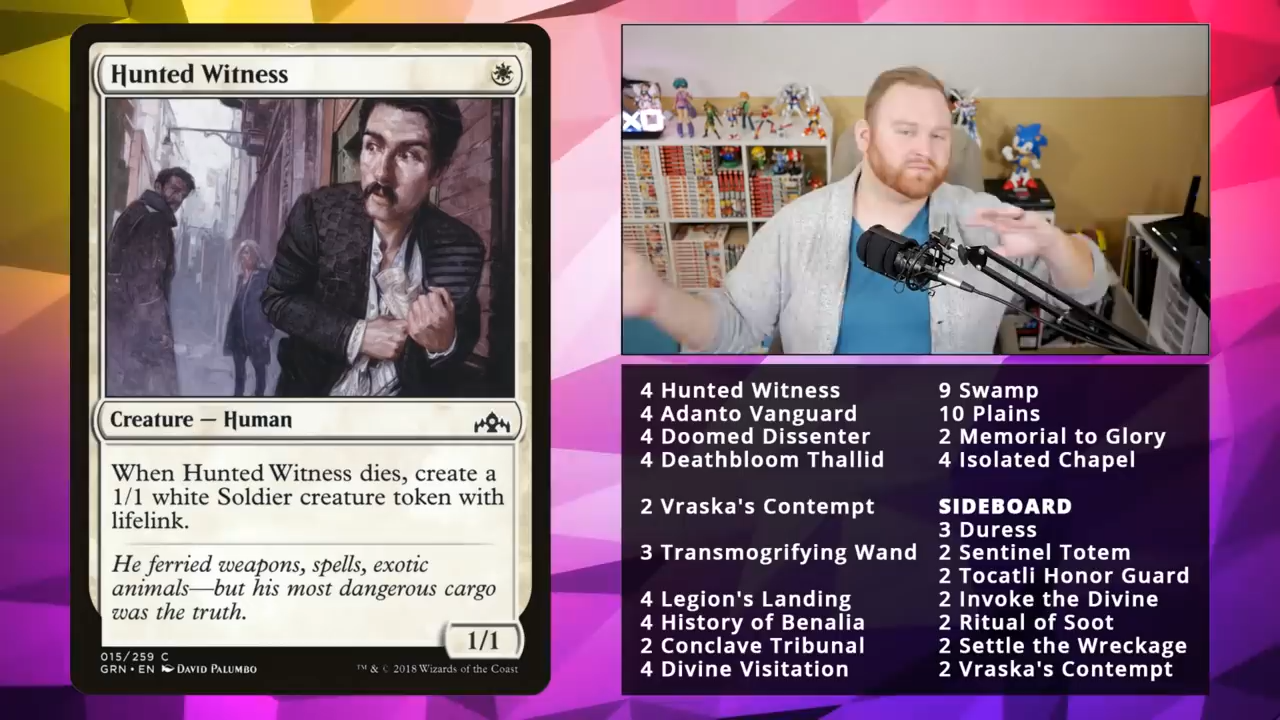 Hunted Witness
Creature — Human
When Hunted Witness dies, create a
1/1 white Soldier creature token with
lifelink.
He ferried weapons, spells, exotic
animals—but his most dangerous cargo
was the truth.
1/1
015/259 C
GRN • EN DAVID PALUMBO
™ & © 2018 Wizards of the Coast
XO
4 Hunted Witness
4 Adanto Vanguard
4 Doomed Dissenter
4 Deathbloom Thallid
2 Vraska's Contempt
3 Transmogrifying Wand
4 Legion's Landing
4 History of Benalia
2 Conclave Tribunal
4 Divine Visitation
9 Swamp
10 Plains
2 Memorial to Glory
4 Isolated Chapel
SIDEBOARD
3 Duress
2 Sentinel Totem
2 Tocatli Honor Guard
2 Invoke the Divine
2 Ritual of Soot
2 Settle the Wreckage
2 Vraska's Contempt